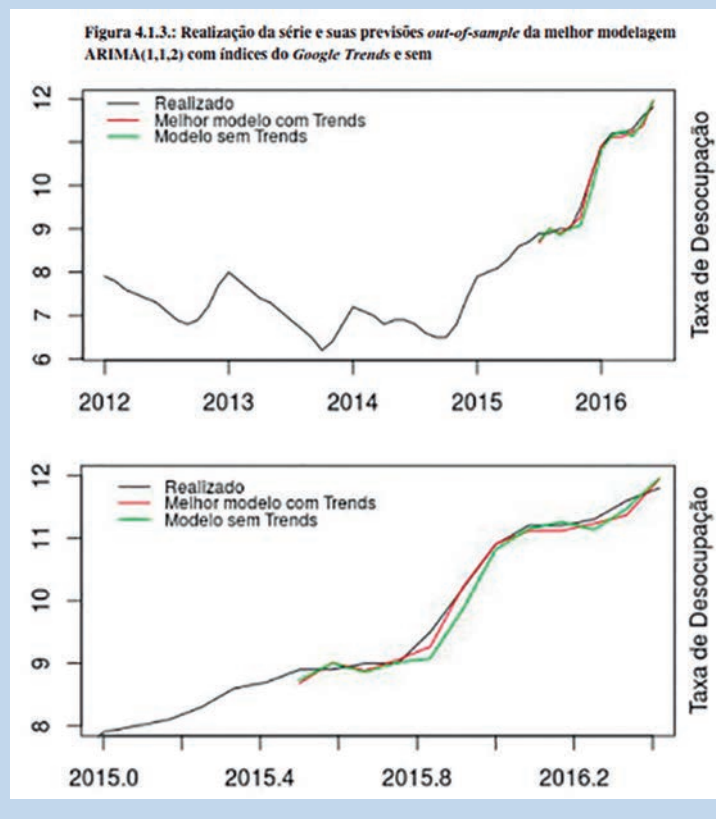 Figura 4.1.3.: Realização da série e suas previsões out-of-sample da melhor modelagem
ARIMA(1,1,2) com índices do Google Trends e sem
Realizado
Melhor modelo com Trends
Modelo sem Trends
12
10
9
8
7
6
2012
2013
2014
2015
2016
Taxa de Desocupação
Realizado
Melhor modelo com Trends
Modelo sem Trends
12
11
10
9
8
2015.0
2015.4
2015.8
2016.2
Taxa de Desocupação